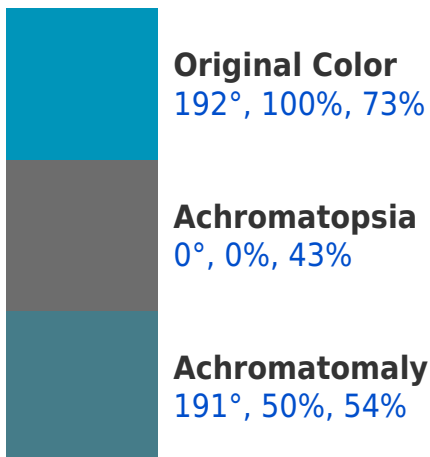 Original Color
192°, 100%, 73%
Achromatopsia
0°, 0%, 43%
Achromatomaly
191°, 50%, 54%